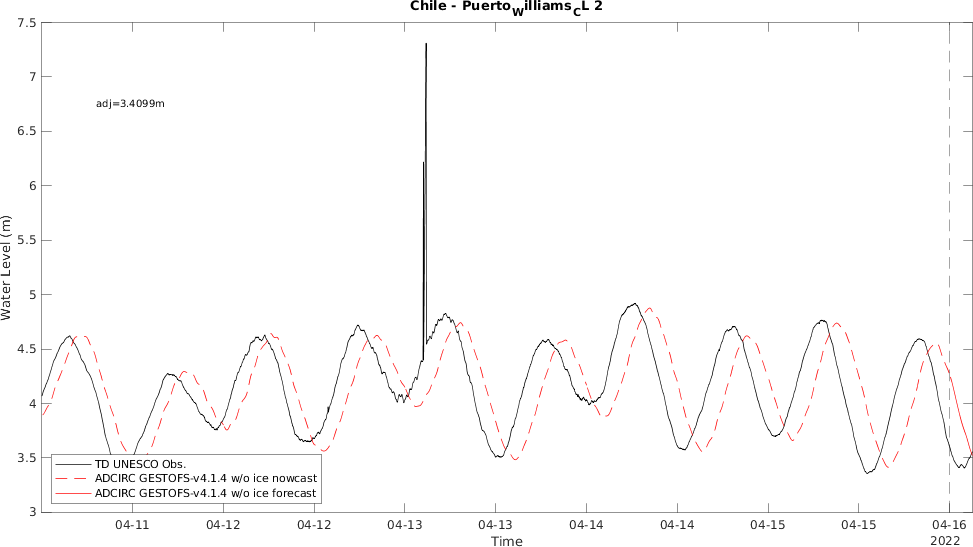 Chile - PuertoWilliamsCL 2
7.5
7
6.5
6
5.5
5
4.5
4
3.5
3
Water Level (m)
adj=3.4099m
TD UNESCO Obs.
ADCIRC GESTOFS-v4.1.4 w/o ice nowcast
ADCIRC GESTOFS-v4.1.4 w/o ice forecast
04-11 04-12 04-12 04-13 04-13 04-14 04-14 04-15 04-15 04-16
Time 2022